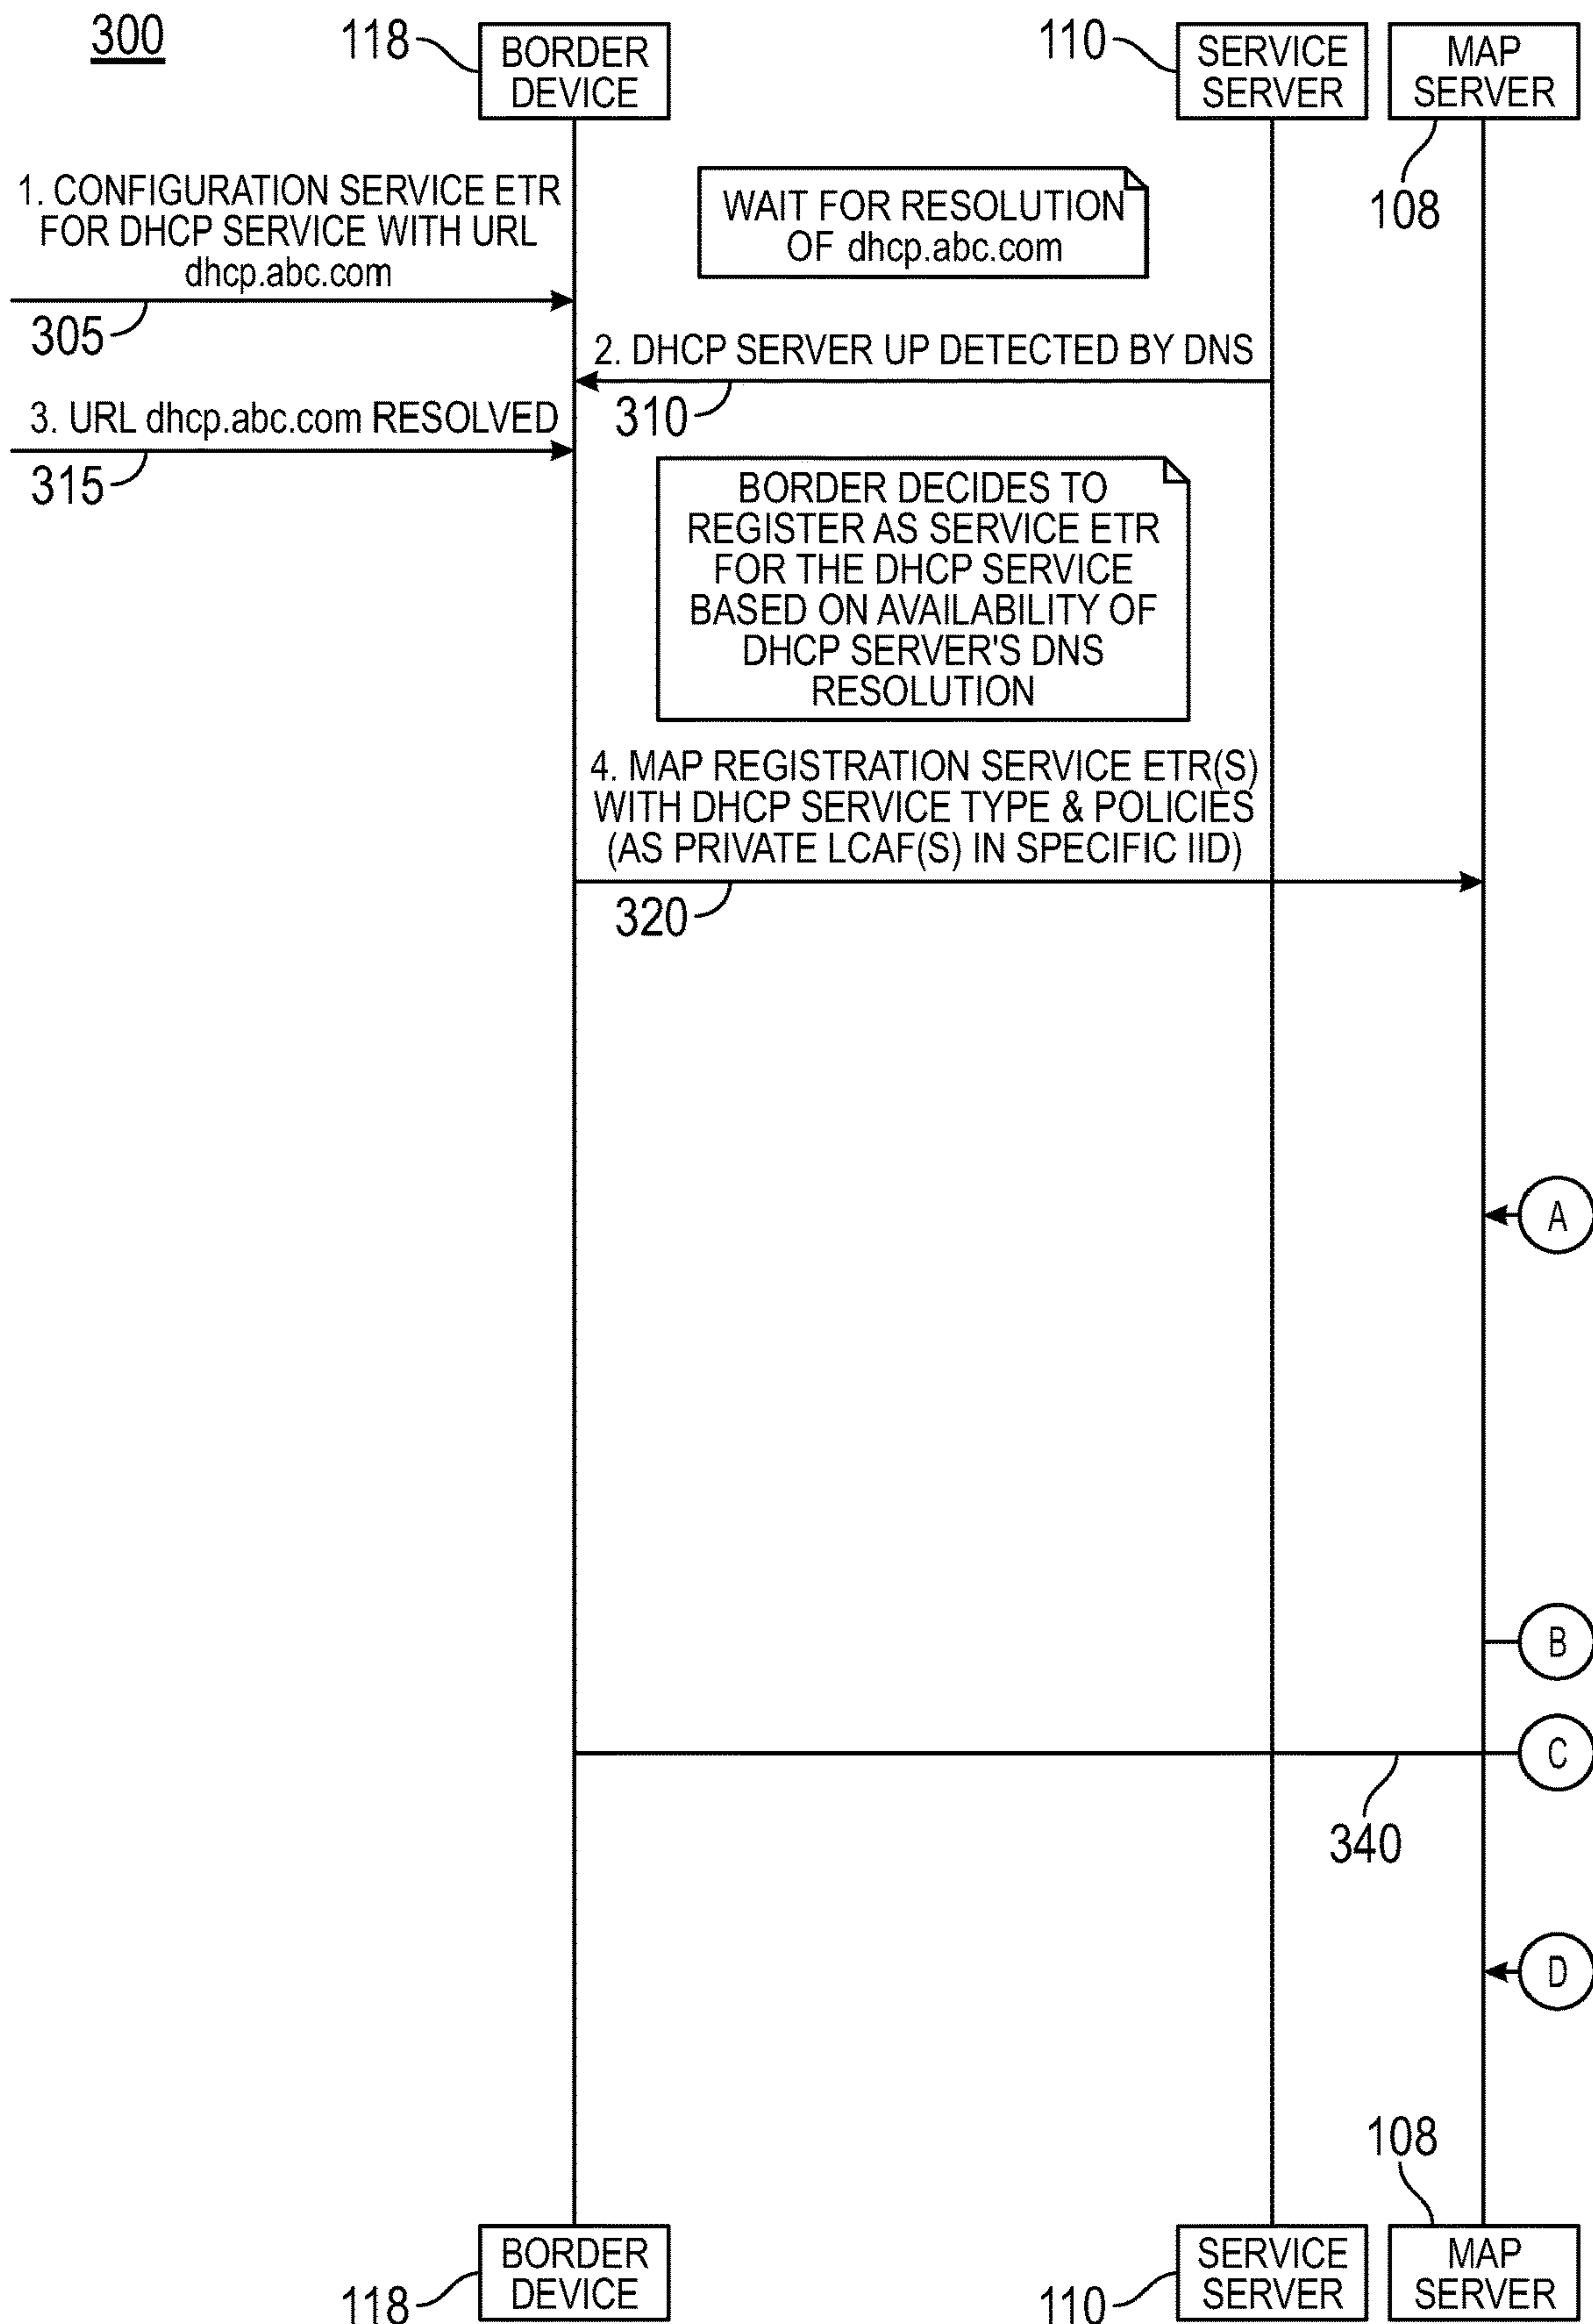 300
118
BORDER
DEVICE
110
SERVICE
SERVER
MAP
SERVER
108
1. CONFIGURATION SERVICE ETR
FOR DHCP SERVICE WITH URL
dhcp.abc.com
305
WAIT FOR RESOLUTION
OF dhcp.abc.com
2. DHCP SERVER UP DETECTED BY DNS
310
3. URL dhcp.abc.com RESOLVED
315
BORDER DECIDES TO
REGISTER AS SERVICE ETR
FOR THE DHCP SERVICE
BASED ON AVAILABILITY OF
DHCP SERVER'S DNS
RESOLUTION
4. MAP REGISTRATION SERVICE ETR(S)
WITH DHCP SERVICE TYPE & POLICIES
(AS PRIVATE LCAF(S) IN SPECIFIC IID)
320
A
B
C
340
D
108
BORDER
DEVICE
118
SERVICE
SERVER
110
MAP
SERVER